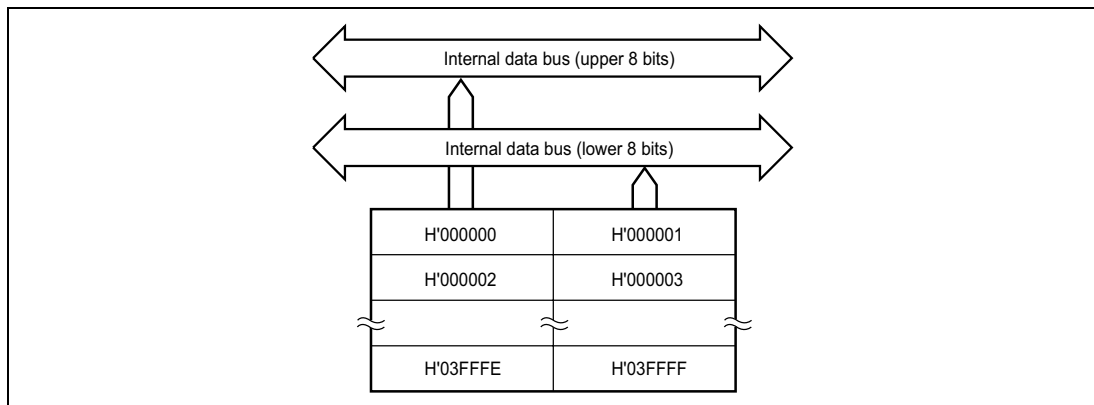 Internal data bus (upper 8 bits)
Internal data bus (lower 8 bits)
H'000000 H'000001
H'000002 H'000003
H'03FFFE H'03FFFF